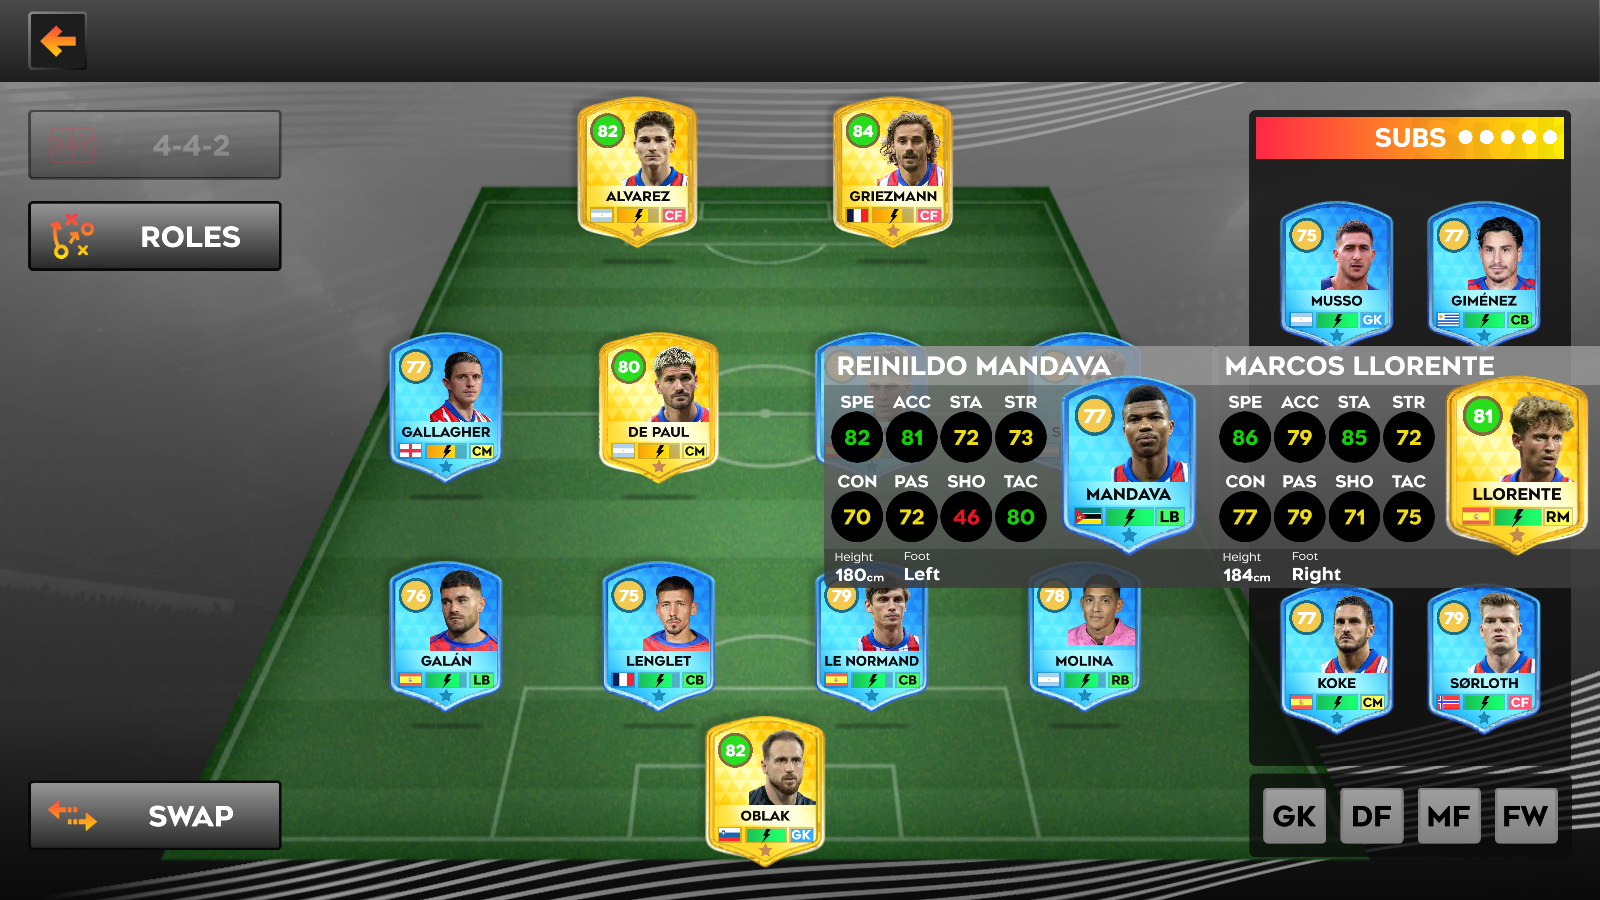 4-4-2
ROLES
82
ALVAREZ
CF
84
GRIEZMANN
CF
SUBS
75
MUSSO
GK
77
GIMÉNEZ
CB
77
GALLAGHER
CM
80
DE PAUL
CM
REINILDO MANDAVA
SPE ACC STA STR
82 81 72 73
CON PAS SHO TAC
70 72 46 80
Height Foot
180cm Left
77
MANDAVA
LB
MARCOS LLORENTE
SPE ACC STA STR
86 79 85 72
CON PAS SHO TAC
77 79 71 75
Height Foot
184cm Right
81
LLORENTE
RM
76
GALÁN
LB
75
LENGLET
CB
79
LE NORMAND
CB
78
MOLINA
RB
77
KOKE
CM
79
SØRLOTH
CF
82
OBLAK
GK
SWAP
GK DF MF FW